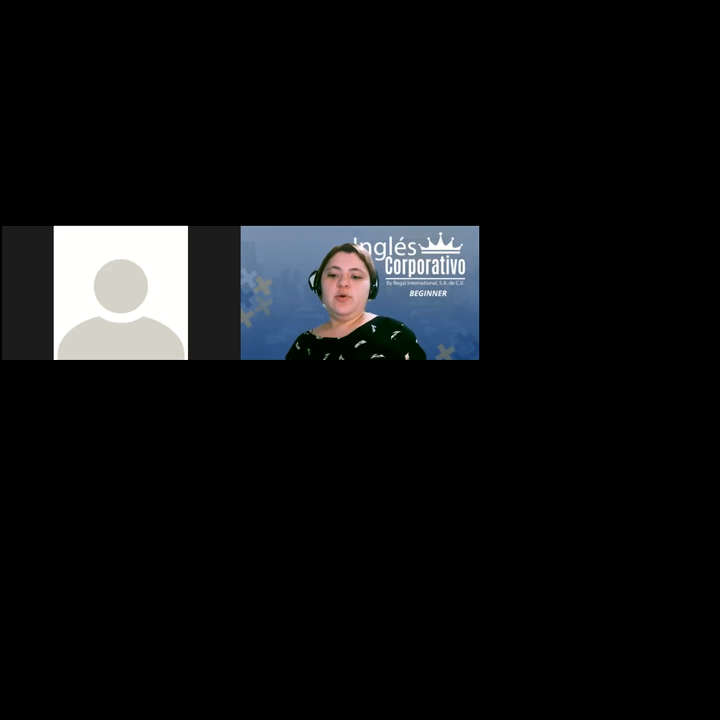 Inglés
Corporativo
By Regal International, S.A. de C.V.
BEGINNER